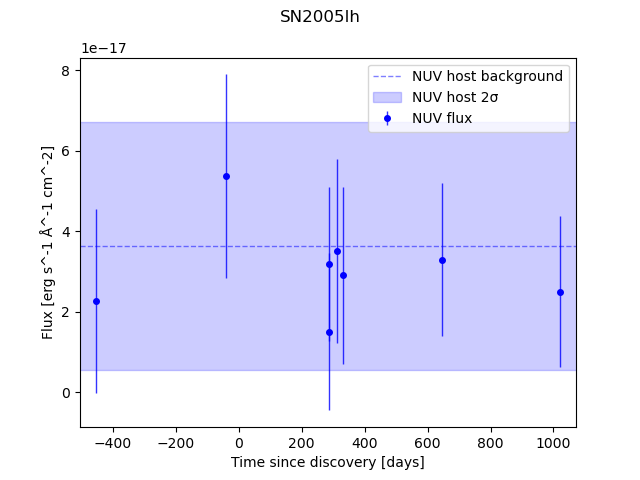 SN2005lh
1e−17
NUV host background
NUV host 2σ
NUV flux
8
6
4
2
0
Flux [erg s^-1 Å^-1 cm^-2]
−400 −200 0 200 400 600 800 1000
Time since discovery [days]